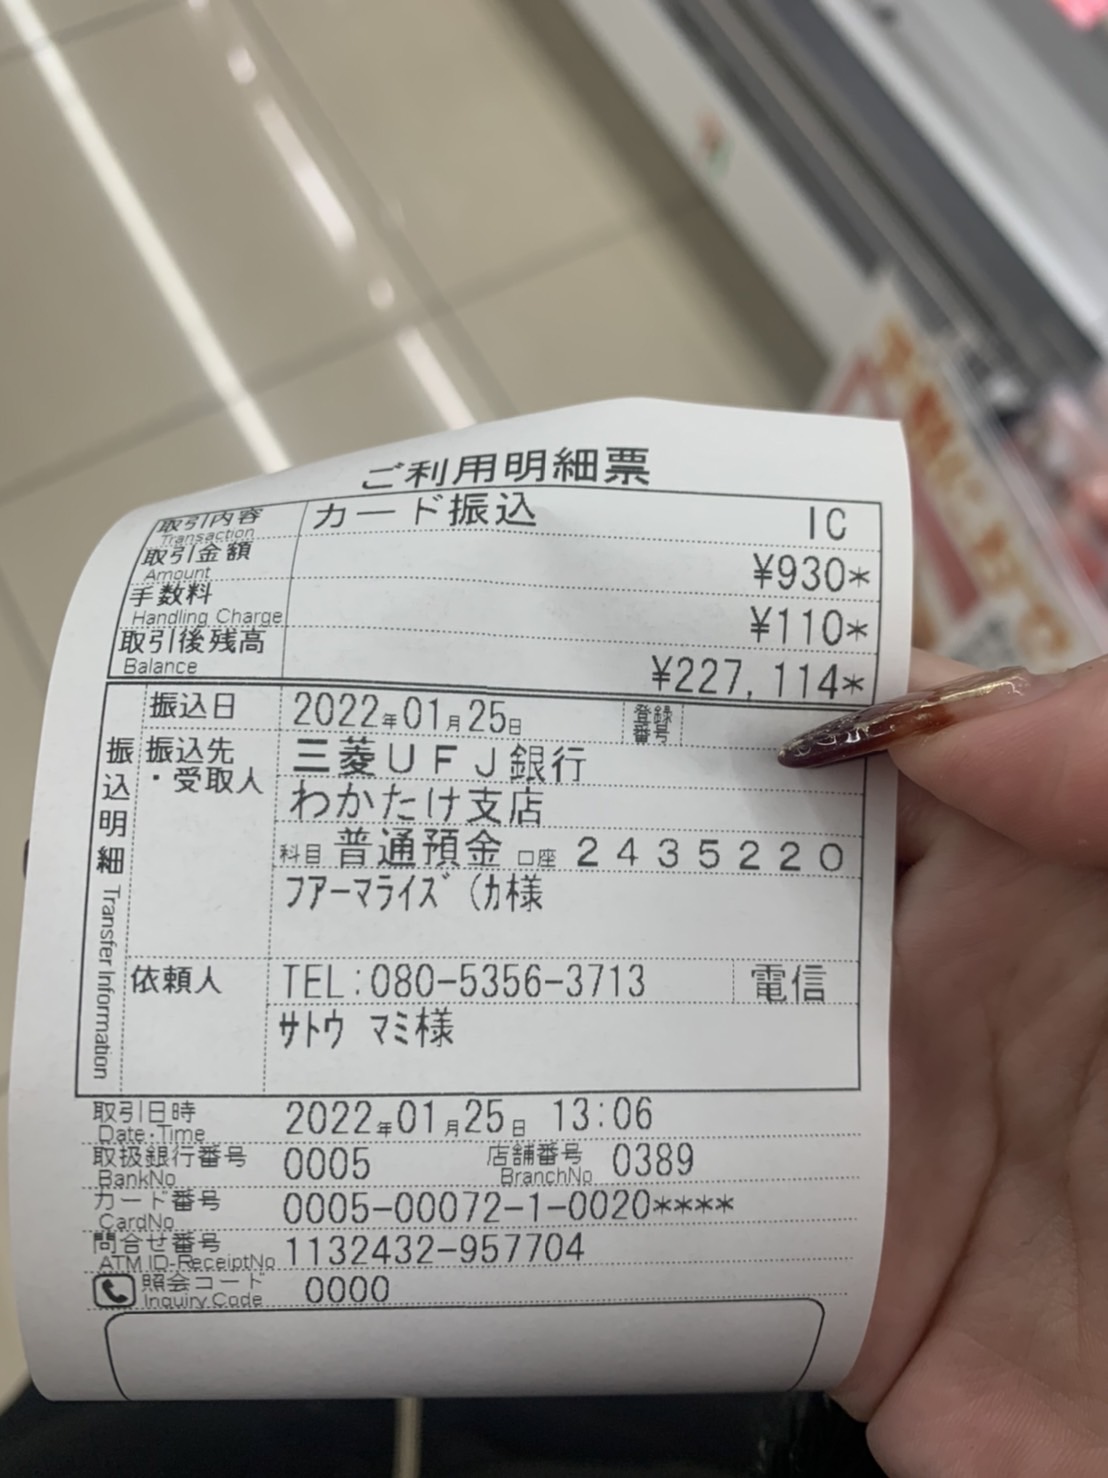 ご利用明細票
取引内容 カード振込 IC
Transaction
取引金額 ¥930*
Amount
手数料 ¥110*
Handling Charge
取引後残高 ¥227,114*
Balance
振込明細 Transfer Information
振込日 2022年01月25日 登録番号
振込先・受取人 三菱UFJ銀行
わかたけ支店
科目 普通預金 口座 2435220
フアーマライズ(カ様
依頼人 TEL:080-5356-3713 電信
サトウ マミ様
取引日時 2022年01月25日 13:06
Date・Time
取扱銀行番号 0005 店舗番号 0389
BankNo BranchNo
カード番号 0005-00072-1-0020****
CardNo
問合せ番号 1132432-957704
ATM ID-ReceiptNo
照会コード 0000
Inquiry Code